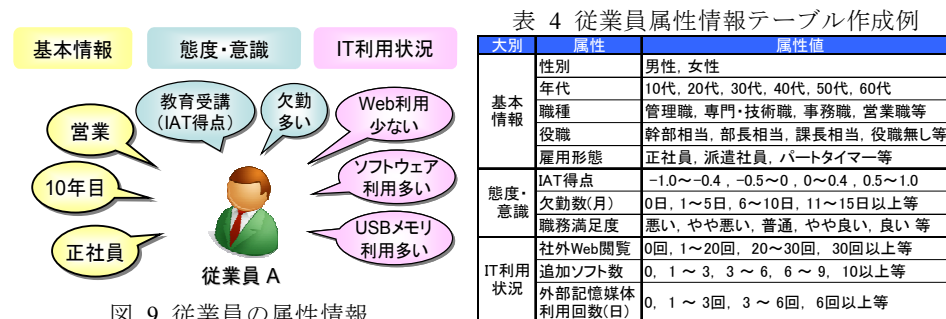 基本情報
態度・意識
IT利用状況
教育受講
(IAT得点)
欠勤
多い
Web利用
少ない
営業
ソフトウェア
利用多い
10年目
USBメモリ
利用多い
正社員
従業員 A
図 9 従業員の属性情報
表 4 従業員属性情報テーブル作成例
大別 属性 属性値
基本
情報
性別 男性, 女性
年代 10代, 20代, 30代, 40代, 50代, 60代
職種 管理職, 専門・技術職, 事務職, 営業職等
役職 幹部相当, 部長相当, 課長相当, 役職無し等
雇用形態 正社員, 派遣社員, パートタイマー等
態度・
意識
IAT得点 -1.0～-0.4 , -0.5～0 , 0～0.4 , 0.5～1.0
欠勤数(月) 0日, 1～5日, 6～10日, 11～15日以上等
職務満足度 悪い, やや悪い, 普通, やや良い, 良い 等
IT利用
状況
社外Web閲覧 0回, 1～20回, 20～30回, 30回以上等
追加ソフト数 0, 1 ～ 3, 3 ～ 6, 6 ～ 9, 10以上等
外部記憶媒体
利用回数(日) 0, 1 ～ 3回, 3 ～ 6回, 6回以上等